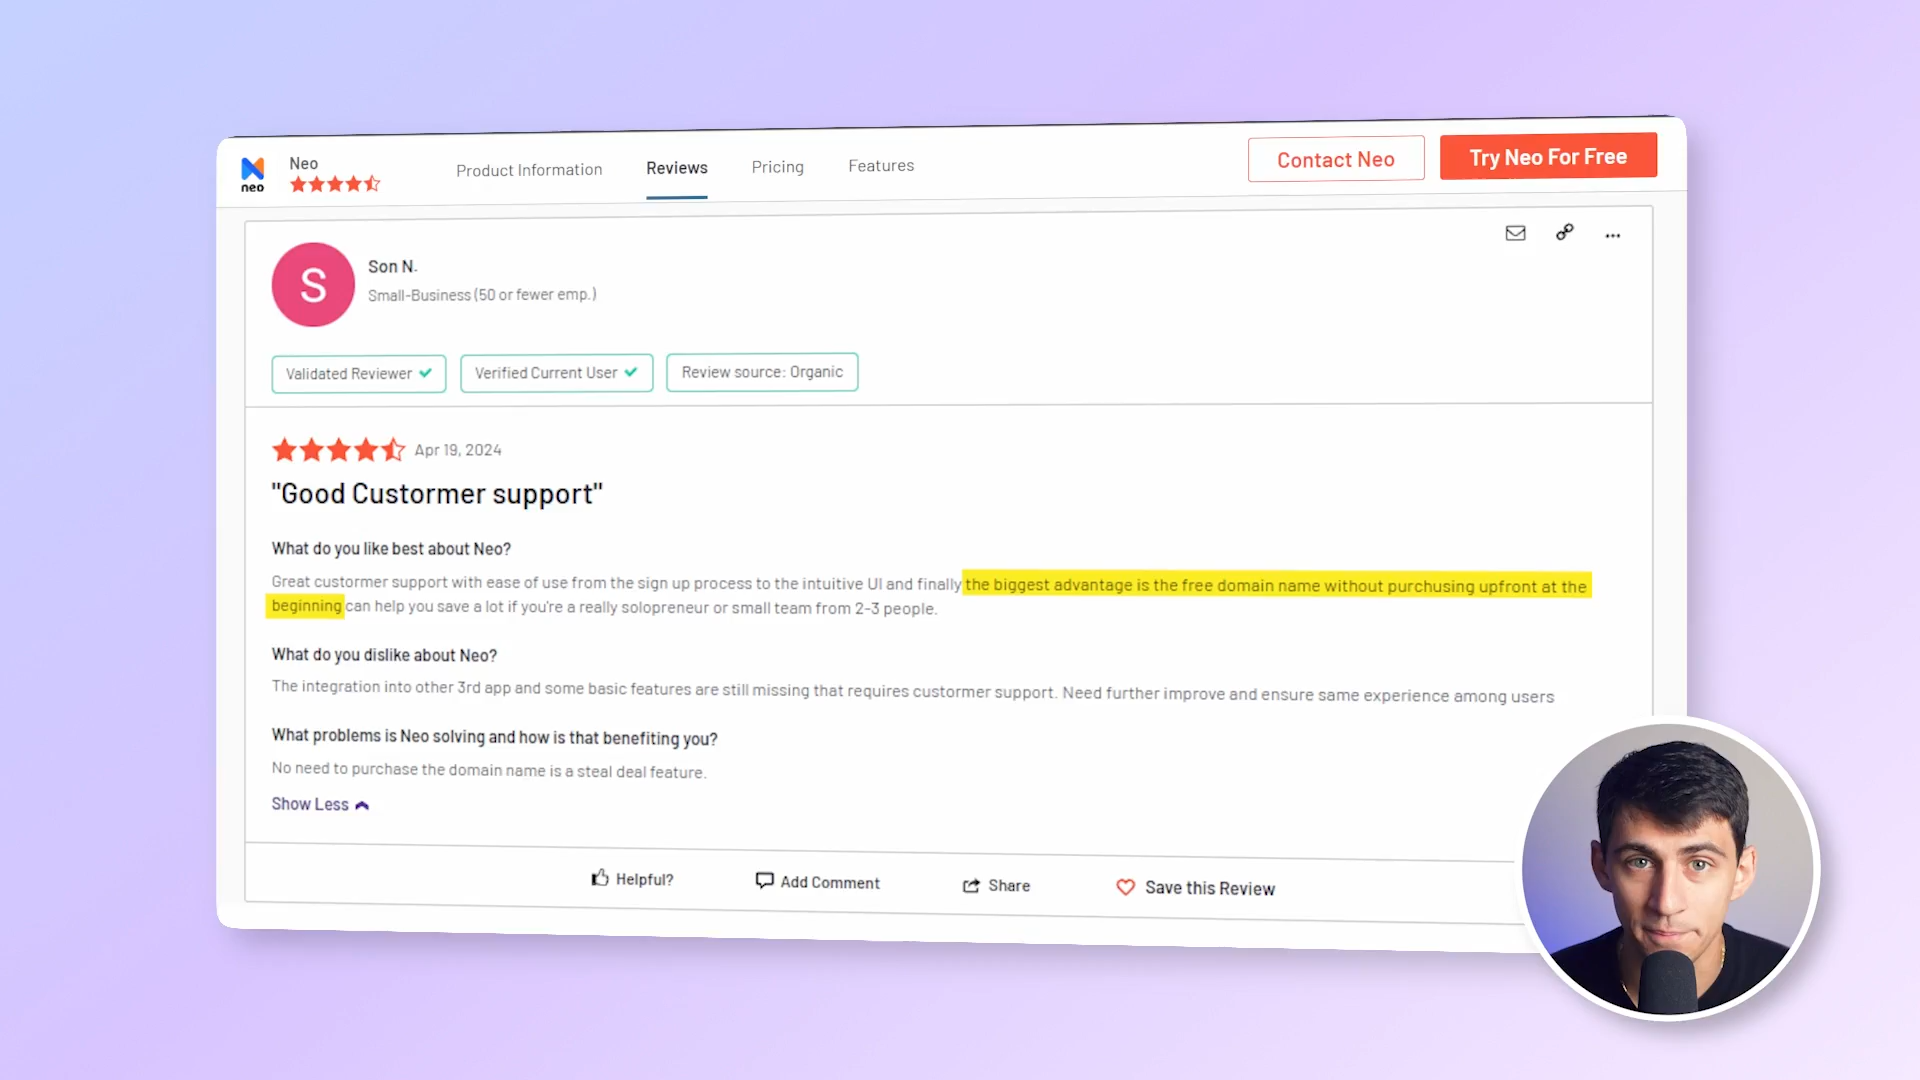 neo
Neo
Product Information
Reviews
Pricing
Features
Contact Neo
Try Neo For Free
S
Son N.
Small-Business (50 or fewer emp.)
Validated Reviewer
Verified Current User
Review source: Organic
Apr 19, 2024
"Good Custormer support"
What do you like best about Neo?
Great custormer support with ease of use from the sign up process to the intuitive UI and finally the biggest advantage is the free domain name without purchusing upfront at the
beginning can help you save a lot if you're a really solopreneur or small team from 2-3 people.
What do you dislike about Neo?
The integration into other 3rd app and some basic features are still missing that requires custormer support. Need further improve and ensure same experience among users
What problems is Neo solving and how is that benefiting you?
No need to purchase the domain name is a steal deal feature.
Show Less
Helpful?
Add Comment
Share
Save this Review